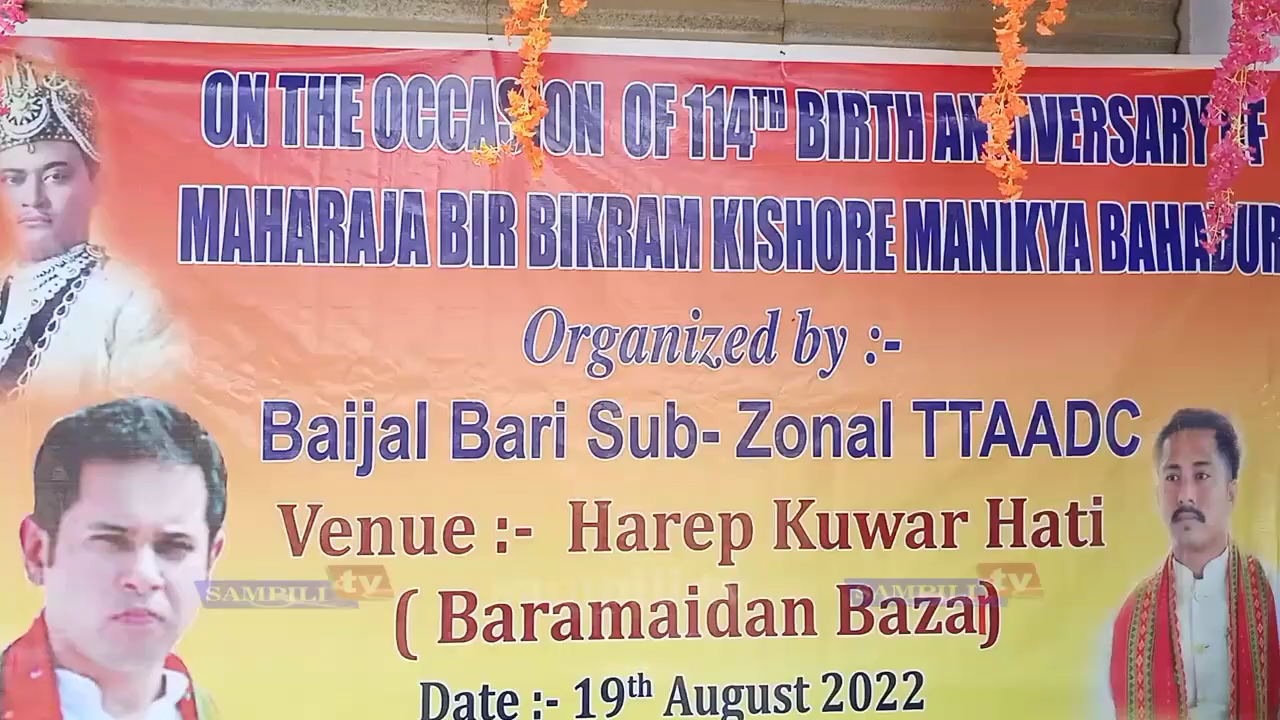 ON THE OCCASION OF 114TH BIRTH ANNIVERSARY OF
MAHARAJA BIR BIKRAM KISHORE MANIKYA BAHADUR
Organized by :-
Baijal Bari Sub- Zonal TTAADC
Venue :- Harep Kuwar Hati
( Baramaidan Bazar)
Date :- 19th August 2022
SAMPILI tv
SAMPILI tv